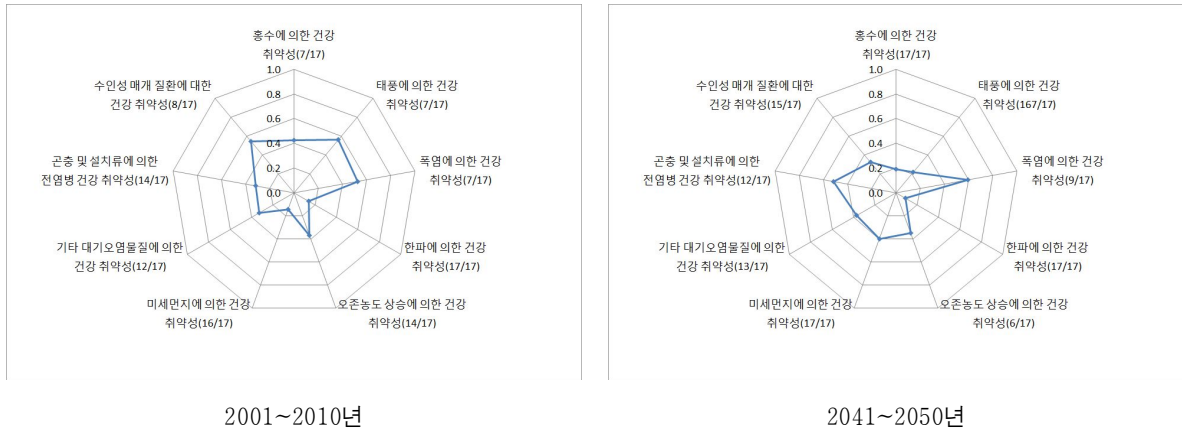 홍수에 의한 건강
취약성(7/17)
1.0
0.8
0.6
0.4
0.2
0.0
태풍에 의한 건강
취약성(7/17)
폭염에 의한 건강
취약성(7/17)
한파에 의한 건강
취약성(17/17)
오존농도 상승에 의한 건강
취약성(14/17)
미세먼지에 의한 건강
취약성(16/17)
기타 대기오염물질에 의한
건강 취약성(12/17)
곤충 및 설치류에 의한
전염병 건강 취약성(14/17)
수인성 매개 질환에 대한
건강 취약성(8/17)
2001~2010년
홍수에 의한 건강
취약성(17/17)
1.0
0.8
0.6
0.4
0.2
0.0
태풍에 의한 건강
취약성(167/17)
폭염에 의한 건강
취약성(9/17)
한파에 의한 건강
취약성(17/17)
오존농도 상승에 의한 건강
취약성(6/17)
미세먼지에 의한 건강
취약성(17/17)
기타 대기오염물질에 의한
건강 취약성(13/17)
곤충 및 설치류에 의한
전염병 건강 취약성(12/17)
수인성 매개 질환에 대한
건강 취약성(15/17)
2041~2050년